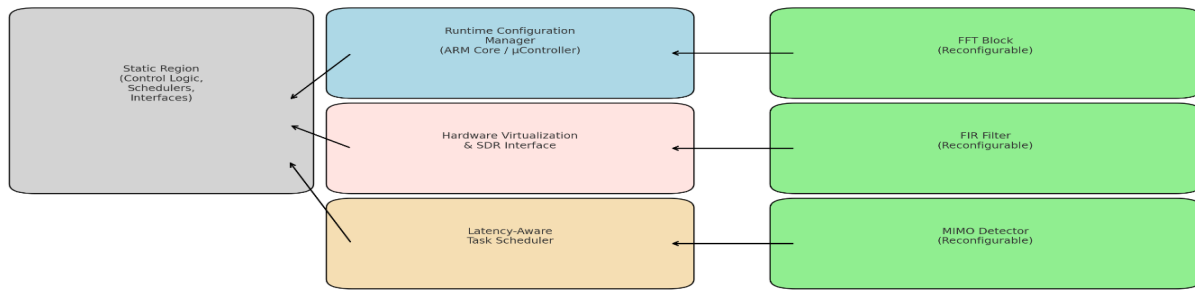 Static Region
(Control Logic,
Schedulers,
Interfaces)
Runtime Configuration
Manager
(ARM Core / µController)
FFT Block
(Reconfigurable)
Hardware Virtualization
& SDR Interface
FIR Filter
(Reconfigurable)
Latency-Aware
Task Scheduler
MIMO Detector
(Reconfigurable)